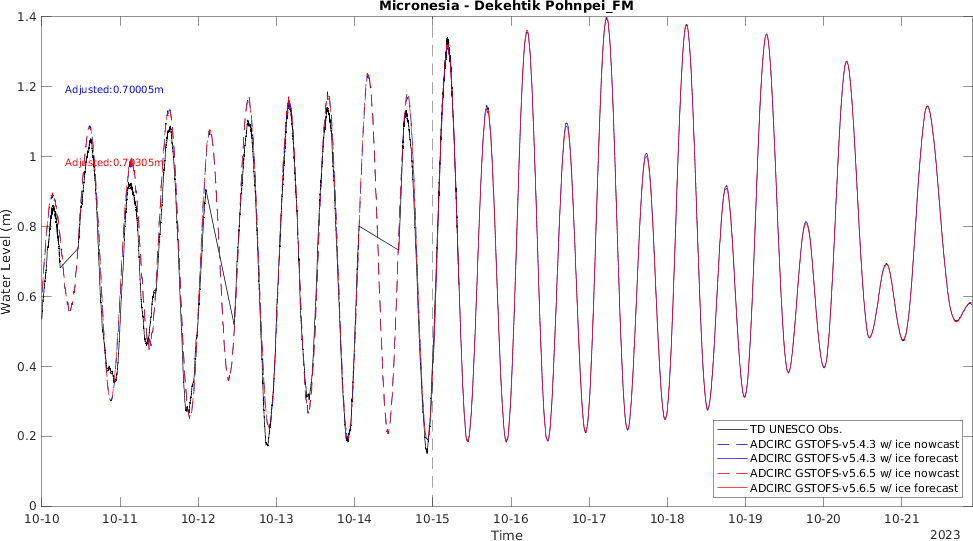 Micronesia - Dekehtik Pohnpei_FM
1.4
1.2
1
0.8
0.6
0.4
0.2
0
Water Level (m)
Adjusted:0.70005m
Adjusted:0.70305m
TD UNESCO Obs.
ADCIRC GSTOFS-v5.4.3 w/ ice nowcast
ADCIRC GSTOFS-v5.4.3 w/ ice forecast
ADCIRC GSTOFS-v5.6.5 w/ ice nowcast
ADCIRC GSTOFS-v5.6.5 w/ ice forecast
10-10 10-11 10-12 10-13 10-14 10-15 10-16 10-17 10-18 10-19 10-20 10-21
Time
2023